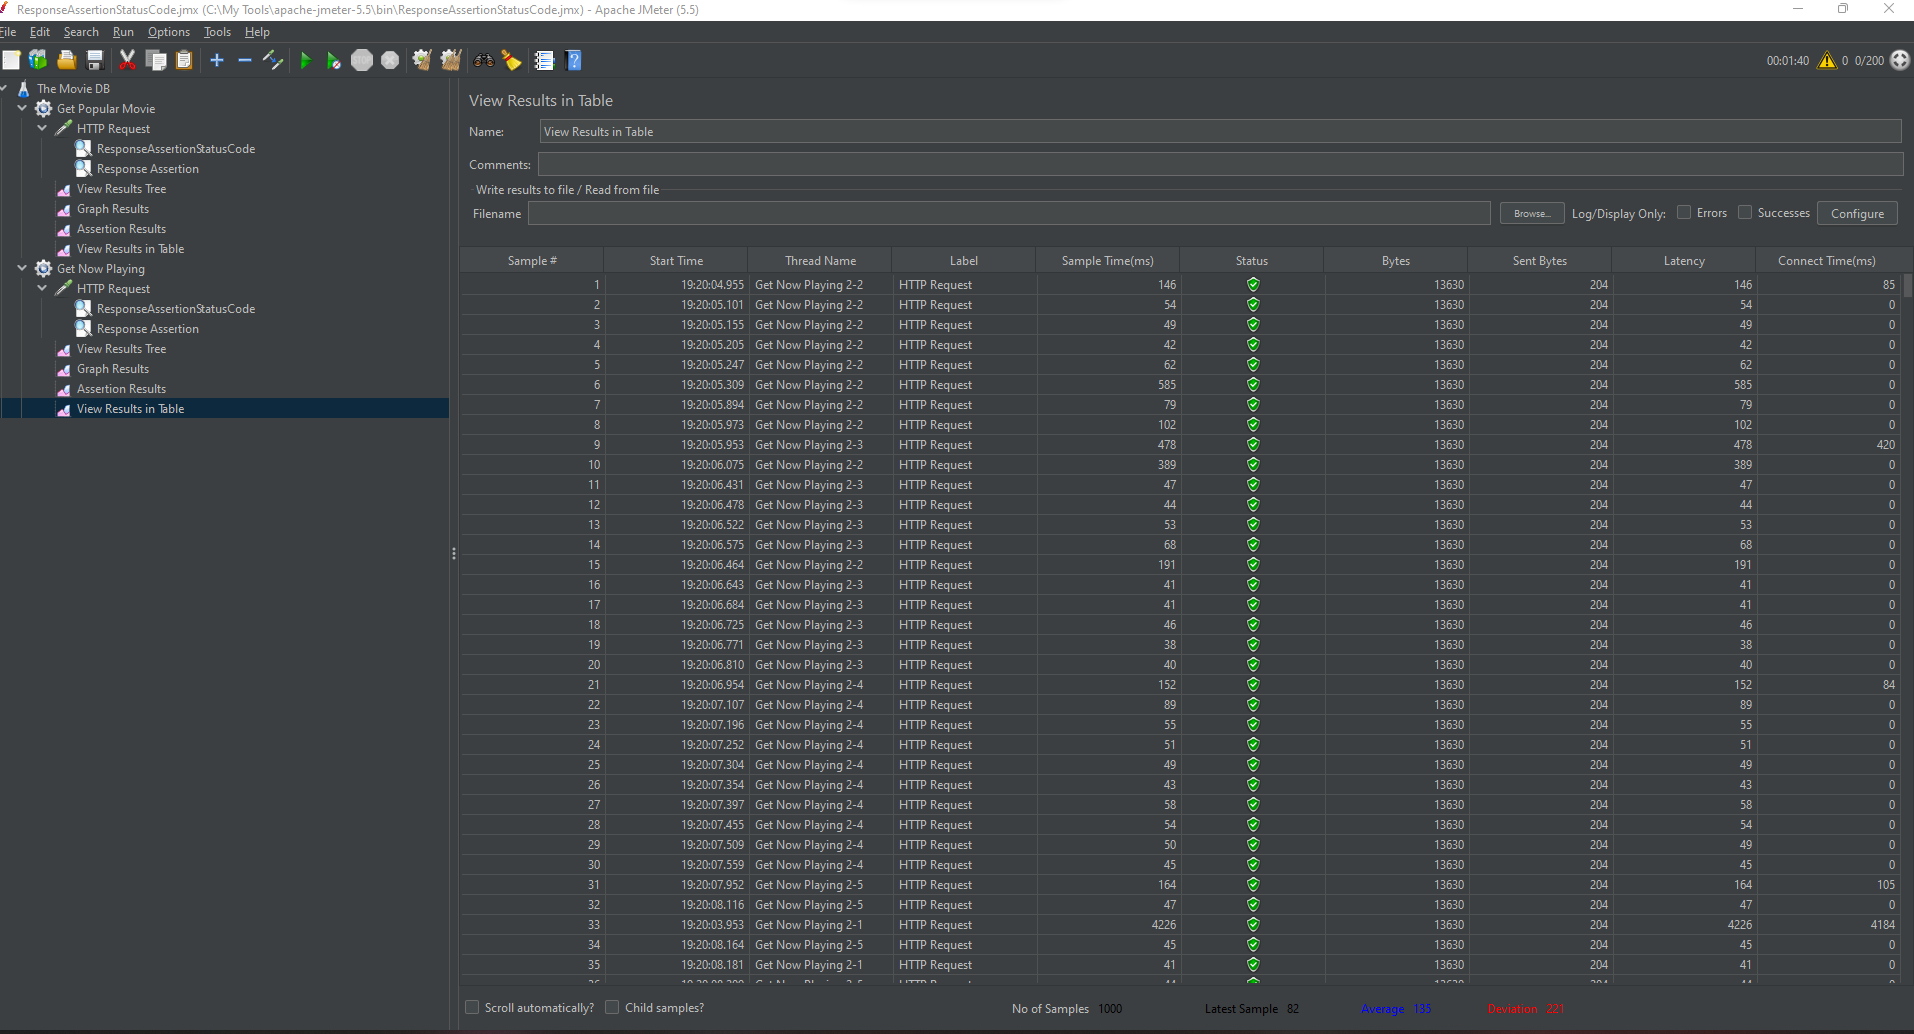 ResponseAssertionStatusCode.jmx (C:\My Tools\apache-jmeter-5.5\bin\ResponseAssertionStatusCode.jmx) - Apache JMeter (5.5)
File Edit Search Run Options Tools Help
00:01:40 0 0/200
The Movie DB
Get Popular Movie
HTTP Request
ResponseAssertionStatusCode
Response Assertion
View Results Tree
Graph Results
Assertion Results
View Results in Table
Get Now Playing
HTTP Request
ResponseAssertionStatusCode
Response Assertion
View Results Tree
Graph Results
Assertion Results
View Results in Table
View Results in Table
Name: View Results in Table
Comments:
Write results to file / Read from file
Filename Browse... Log/Display Only: Errors Successes Configure
Sample # Start Time Thread Name Label Sample Time(ms) Status Bytes Sent Bytes Latency Connect Time(ms)
1 19:20:04.955 Get Now Playing 2-2 HTTP Request 146 13630 204 146 85
2 19:20:05.101 Get Now Playing 2-2 HTTP Request 54 13630 204 54 0
3 19:20:05.155 Get Now Playing 2-2 HTTP Request 49 13630 204 49 0
4 19:20:05.205 Get Now Playing 2-2 HTTP Request 42 13630 204 42 0
5 19:20:05.247 Get Now Playing 2-2 HTTP Request 62 13630 204 62 0
6 19:20:05.309 Get Now Playing 2-2 HTTP Request 585 13630 204 585 0
7 19:20:05.894 Get Now Playing 2-2 HTTP Request 79 13630 204 79 0
8 19:20:05.973 Get Now Playing 2-2 HTTP Request 102 13630 204 102 0
9 19:20:05.953 Get Now Playing 2-3 HTTP Request 478 13630 204 478 420
10 19:20:06.075 Get Now Playing 2-2 HTTP Request 389 13630 204 389 0
11 19:20:06.431 Get Now Playing 2-3 HTTP Request 47 13630 204 47 0
12 19:20:06.478 Get Now Playing 2-3 HTTP Request 44 13630 204 44 0
13 19:20:06.522 Get Now Playing 2-3 HTTP Request 53 13630 204 53 0
14 19:20:06.575 Get Now Playing 2-3 HTTP Request 68 13630 204 68 0
15 19:20:06.464 Get Now Playing 2-2 HTTP Request 191 13630 204 191 0
16 19:20:06.643 Get Now Playing 2-3 HTTP Request 41 13630 204 41 0
17 19:20:06.684 Get Now Playing 2-3 HTTP Request 41 13630 204 41 0
18 19:20:06.725 Get Now Playing 2-3 HTTP Request 46 13630 204 46 0
19 19:20:06.771 Get Now Playing 2-3 HTTP Request 38 13630 204 38 0
20 19:20:06.810 Get Now Playing 2-3 HTTP Request 40 13630 204 40 0
21 19:20:06.954 Get Now Playing 2-4 HTTP Request 152 13630 204 152 84
22 19:20:07.107 Get Now Playing 2-4 HTTP Request 89 13630 204 89 0
23 19:20:07.196 Get Now Playing 2-4 HTTP Request 55 13630 204 55 0
24 19:20:07.252 Get Now Playing 2-4 HTTP Request 51 13630 204 51 0
25 19:20:07.304 Get Now Playing 2-4 HTTP Request 49 13630 204 49 0
26 19:20:07.354 Get Now Playing 2-4 HTTP Request 43 13630 204 43 0
27 19:20:07.397 Get Now Playing 2-4 HTTP Request 58 13630 204 58 0
28 19:20:07.455 Get Now Playing 2-4 HTTP Request 54 13630 204 54 0
29 19:20:07.509 Get Now Playing 2-4 HTTP Request 50 13630 204 49 0
30 19:20:07.559 Get Now Playing 2-4 HTTP Request 45 13630 204 45 0
31 19:20:07.952 Get Now Playing 2-5 HTTP Request 164 13630 204 164 105
32 19:20:08.116 Get Now Playing 2-5 HTTP Request 47 13630 204 47 0
33 19:20:03.953 Get Now Playing 2-1 HTTP Request 4226 13630 204 4226 4184
34 19:20:08.164 Get Now Playing 2-5 HTTP Request 45 13630 204 45 0
35 19:20:08.181 Get Now Playing 2-1 HTTP Request 41 13630 204 41 0
Scroll automatically? Child samples? No of Samples 1000 Latest Sample 82 Average 135 Deviation 221